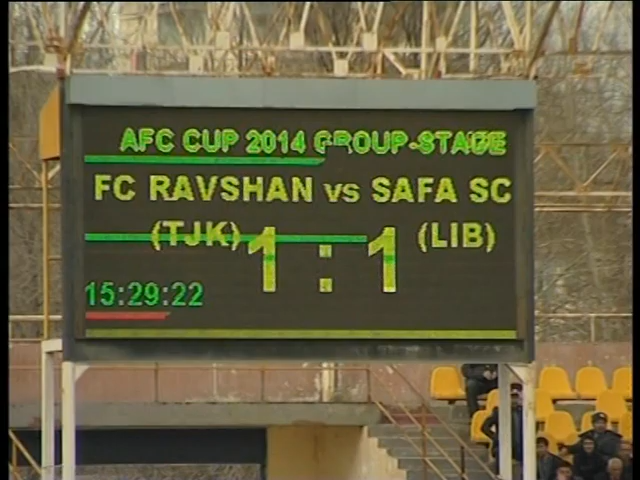 AFC CUP 2014 GROUP-STAGE
FC RAVSHAN vs SAFA SC
(TJK) 1 : 1 (LIB)
15:29:22